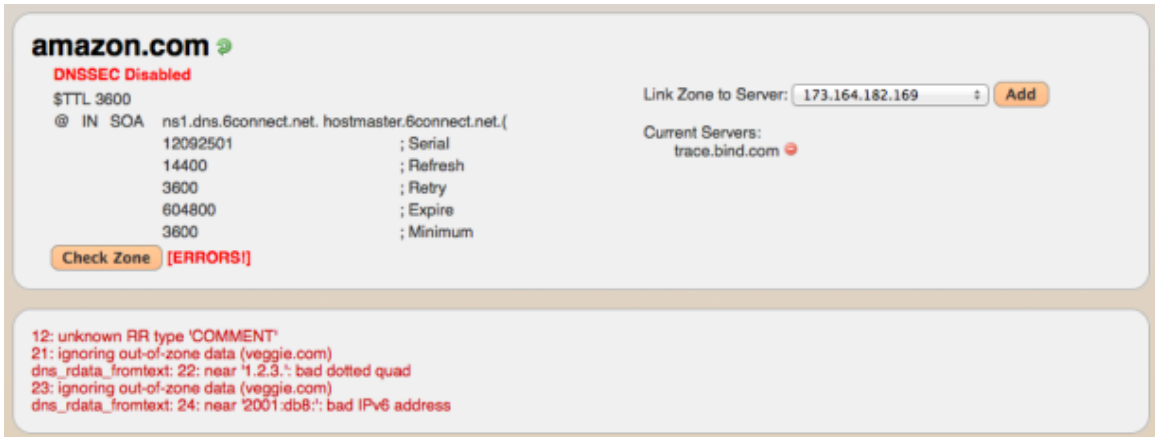 amazon.com
DNSSEC Disabled
$TTL 3600
@ IN SOA ns1.dns.6connect.net. hostmaster.6connect.net.(
12092501 ; Serial
14400 ; Refresh
3600 ; Retry
604800 ; Expire
3600 ; Minimum
Check Zone [ERRORS!]
Link Zone to Server: 173.164.182.169 Add
Current Servers:
trace.bind.com
12: unknown RR type 'COMMENT'
21: ignoring out-of-zone data (veggie.com)
dns_rdata_fromtext: 22: near '1.2.3.': bad dotted quad
23: ignoring out-of-zone data (veggie.com)
dns_rdata_fromtext: 24: near '2001:db8:': bad IPv6 address